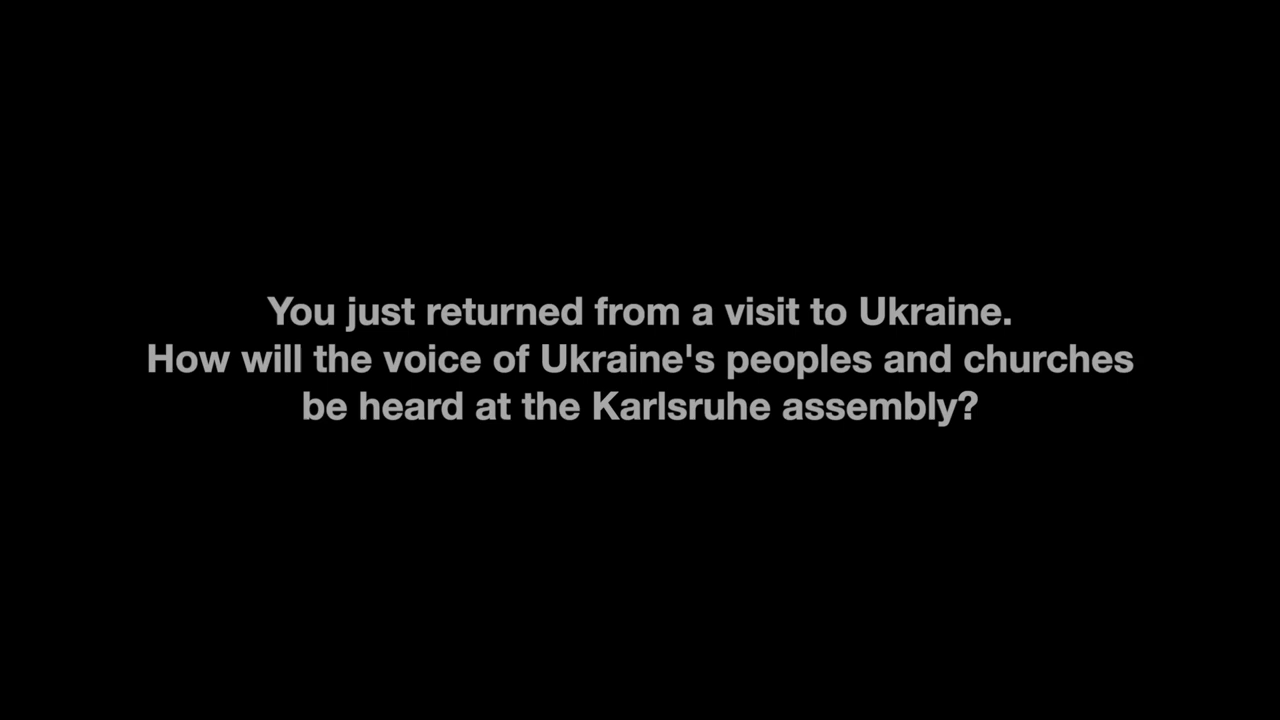 You just returned from a visit to Ukraine.
How will the voice of Ukraine's peoples and churches
be heard at the Karlsruhe assembly?